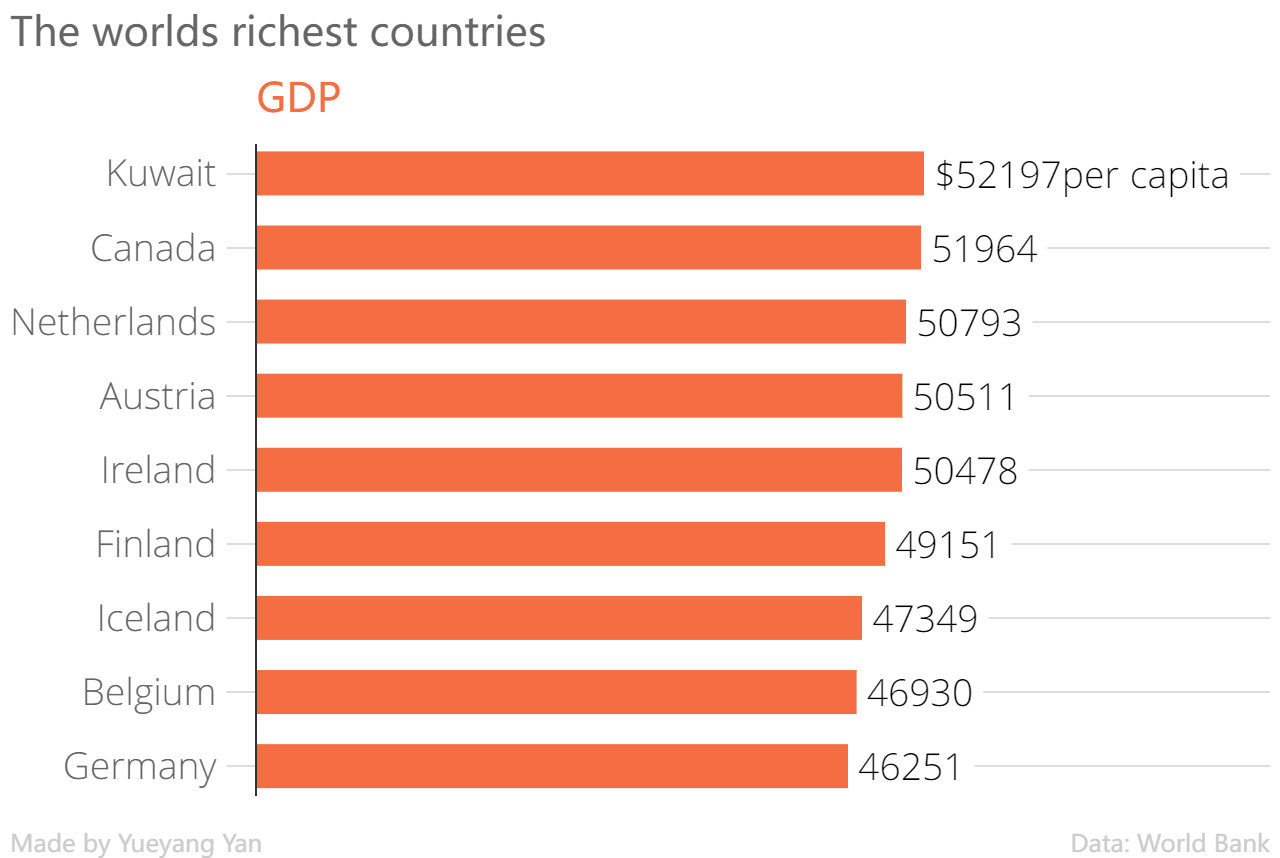 The worlds richest countries
GDP
Kuwait $52197per capita
Canada 51964
Netherlands 50793
Austria 50511
Ireland 50478
Finland 49151
Iceland 47349
Belgium 46930
Germany 46251
Made by Yueyang Yan Data: World Bank